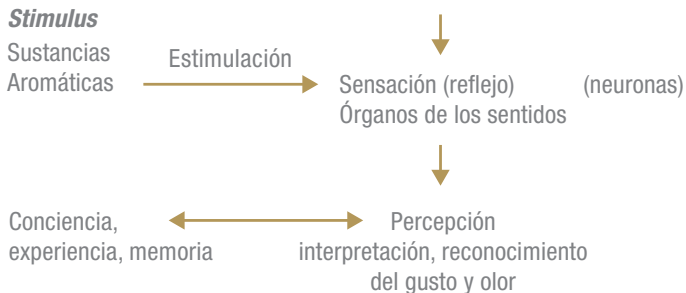 Stimulus
Sustancias
Aromáticas
Estimulación
Sensación (reflejo) (neuronas)
Órganos de los sentidos
Conciencia,
experiencia, memoria
Percepción
interpretación, reconocimiento
del gusto y olor